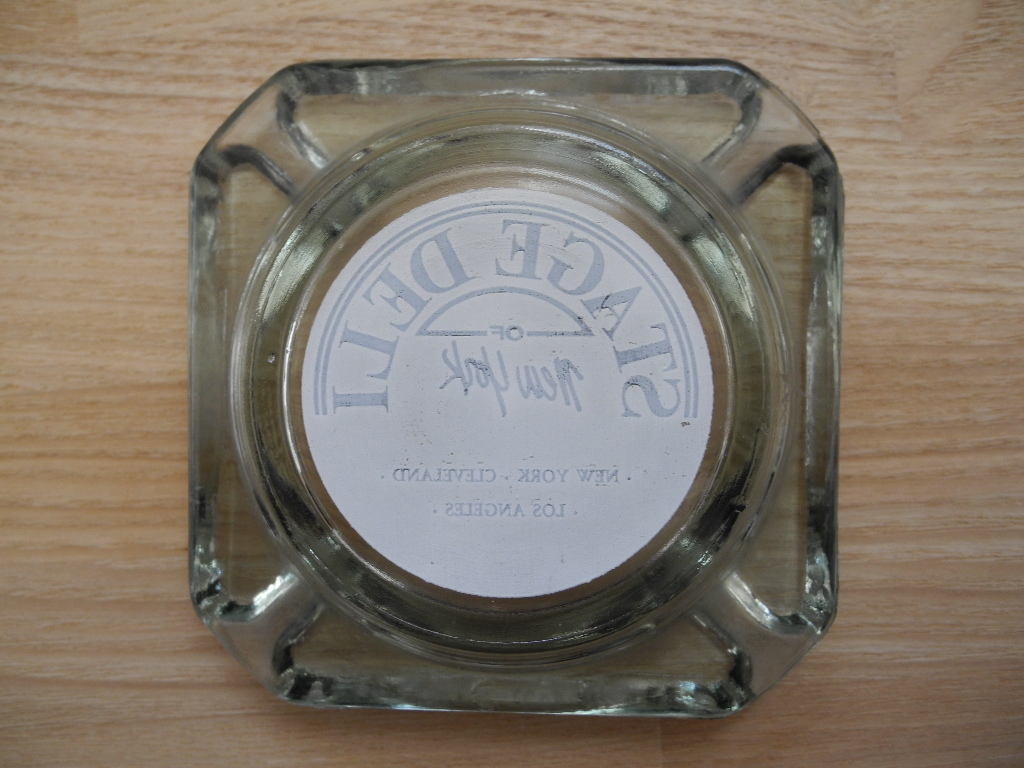 STAGE DELI
OF
New York
· NEW YORK · CLEVELAND ·
· LOS ANGELES ·